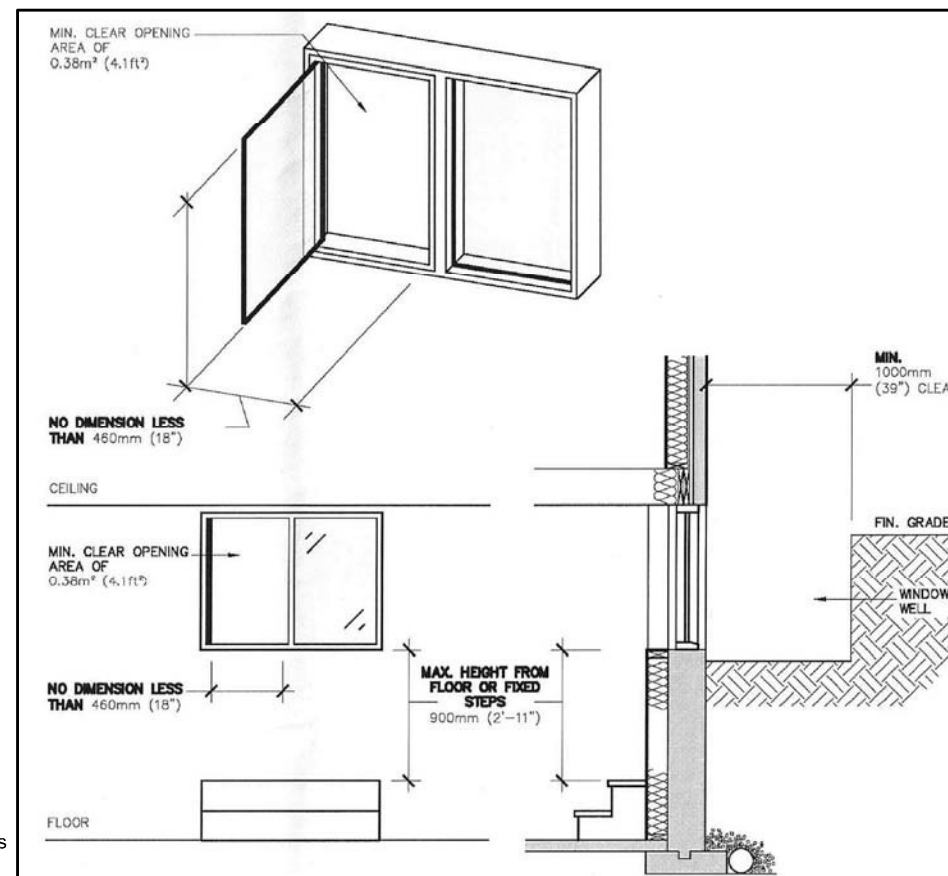 MIN. CLEAR OPENING
AREA OF
0.38m² (4.1ft²)
NO DIMENSION LESS
THAN 460mm (18")
MIN.
1000mm
(39") CLEA
CEILING
FIN. GRADE
MIN. CLEAR OPENING
AREA OF
0.38m² (4.1ft²)
WINDOW
WELL
NO DIMENSION LESS
THAN 460mm (18")
MAX. HEIGHT FROM
FLOOR OR FIXED
STEPS
900mm (2'-11")
FLOOR
s